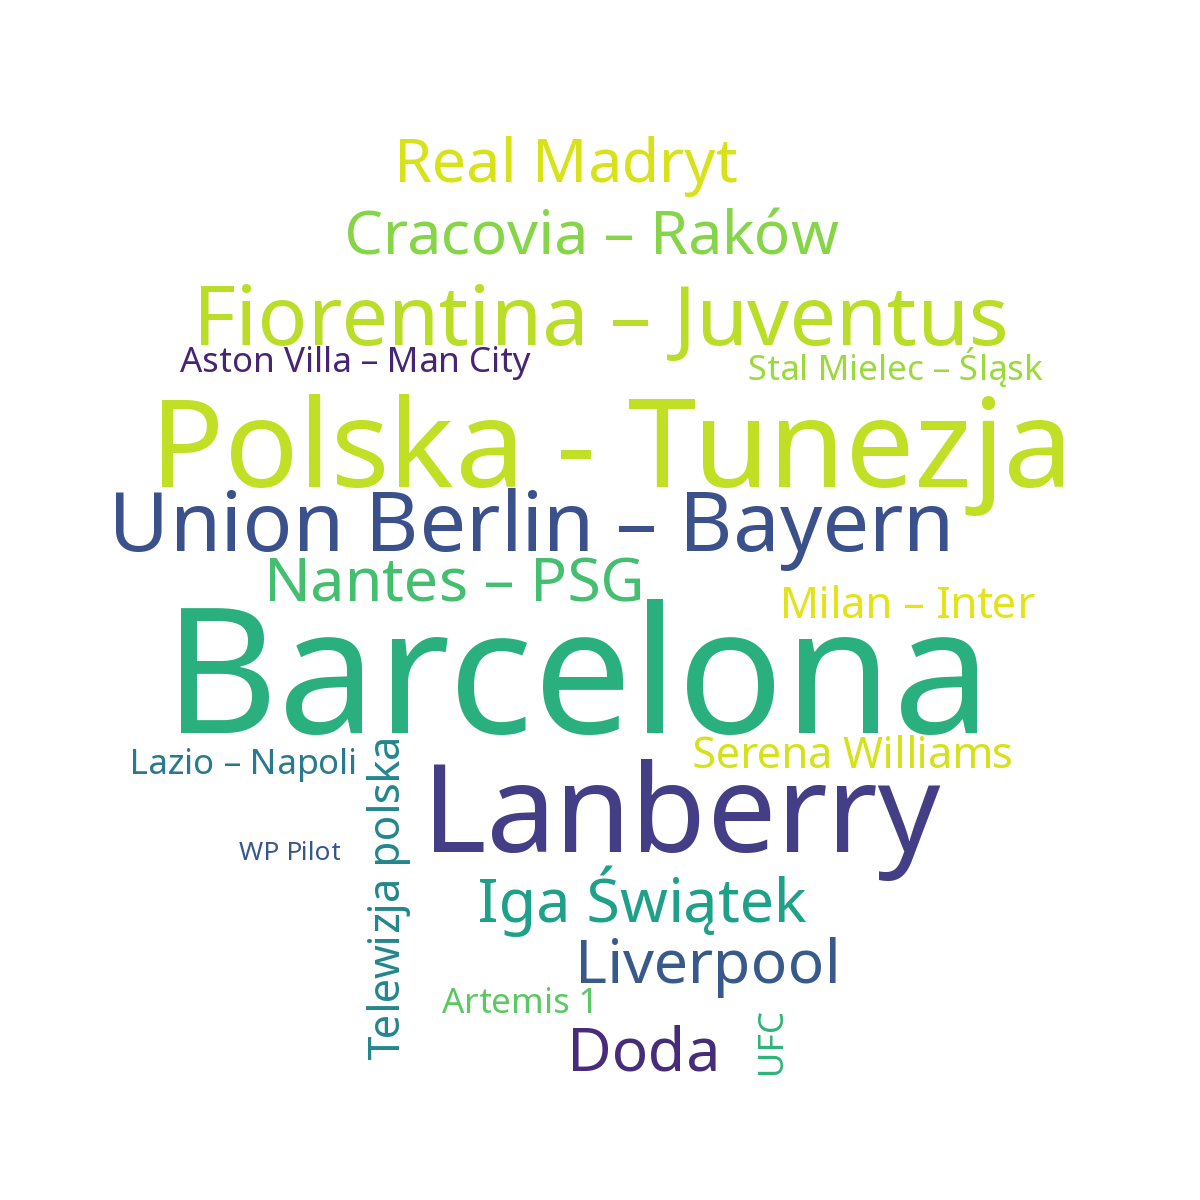 Real Madryt
Cracovia – Raków
Fiorentina – Juventus
Aston Villa – Man City
Stal Mielec – Śląsk
Polska - Tunezja
Union Berlin – Bayern
Nantes – PSG
Milan – Inter
Barcelona
Serena Williams
Lazio – Napoli
Telewizja polska
Lanberry
WP Pilot
Iga Świątek
Liverpool
Artemis 1
Doda
UFC